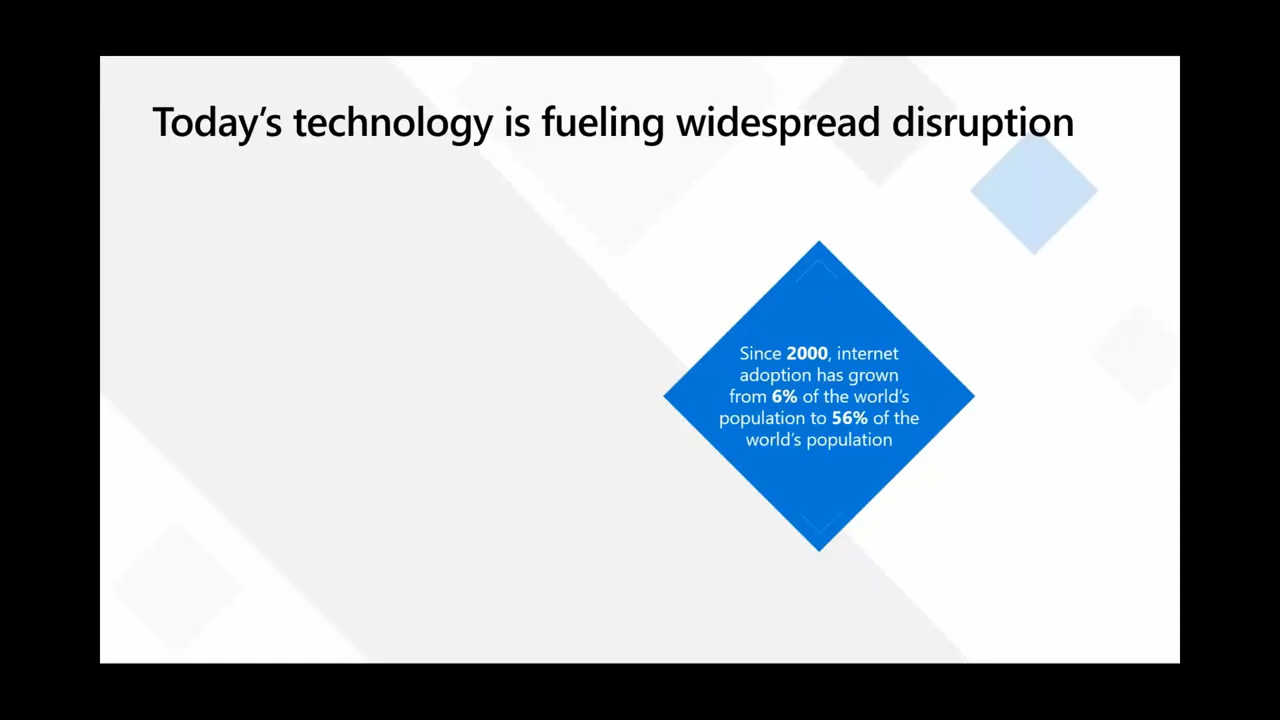 Today’s technology is fueling widespread disruption
Since 2000, internet
adoption has grown
from 6% of the world’s
population to 56% of the
world’s population